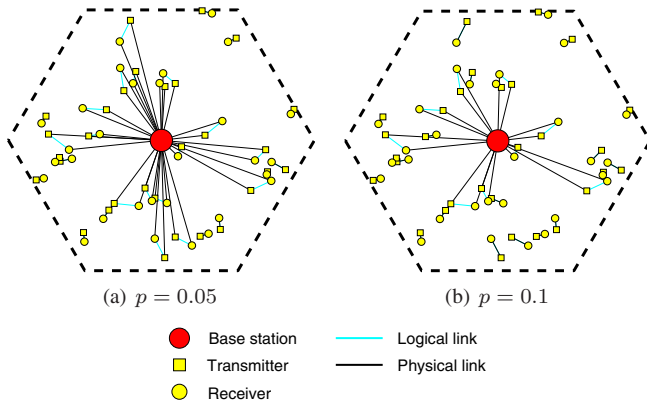 (a) p = 0.05
(b) p = 0.1
Base station
Logical link
Transmitter
Physical link
Receiver